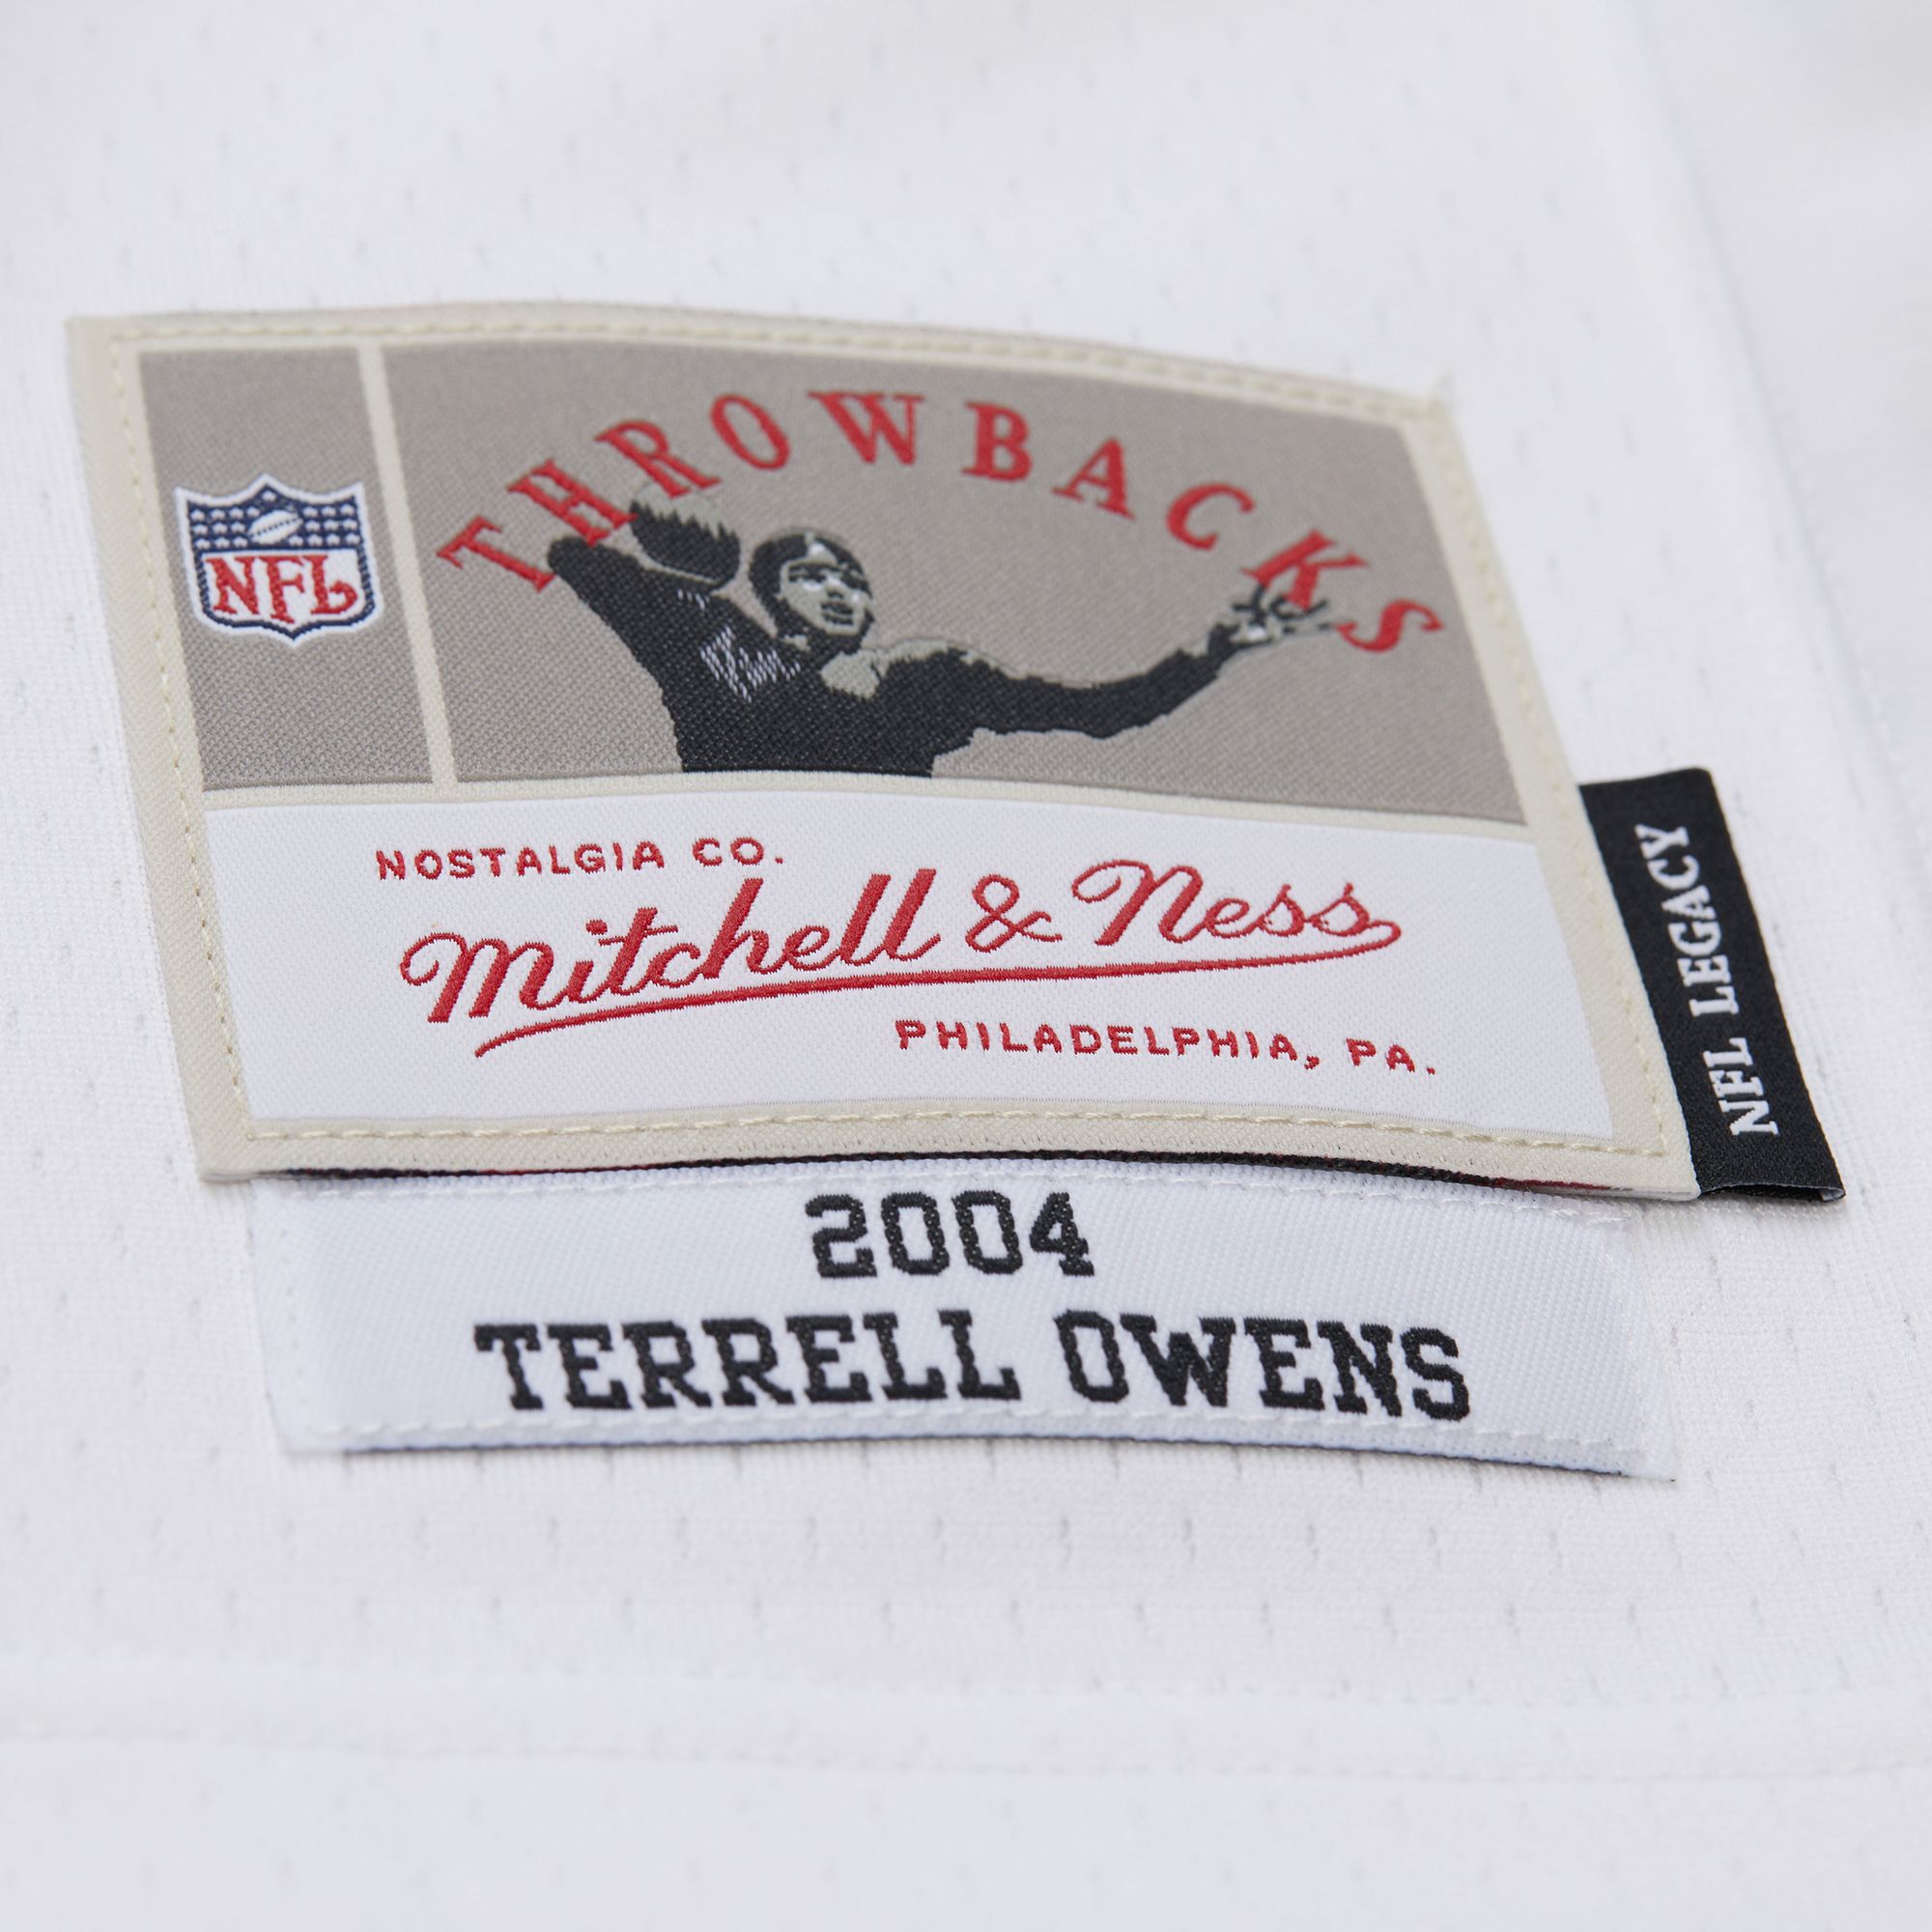 THROWBACKS
NFL
NOSTALGIA CO.
Mitchell & Ness
PHILADELPHIA, PA.
NFL LEGACY
2004
TERRELL OWENS